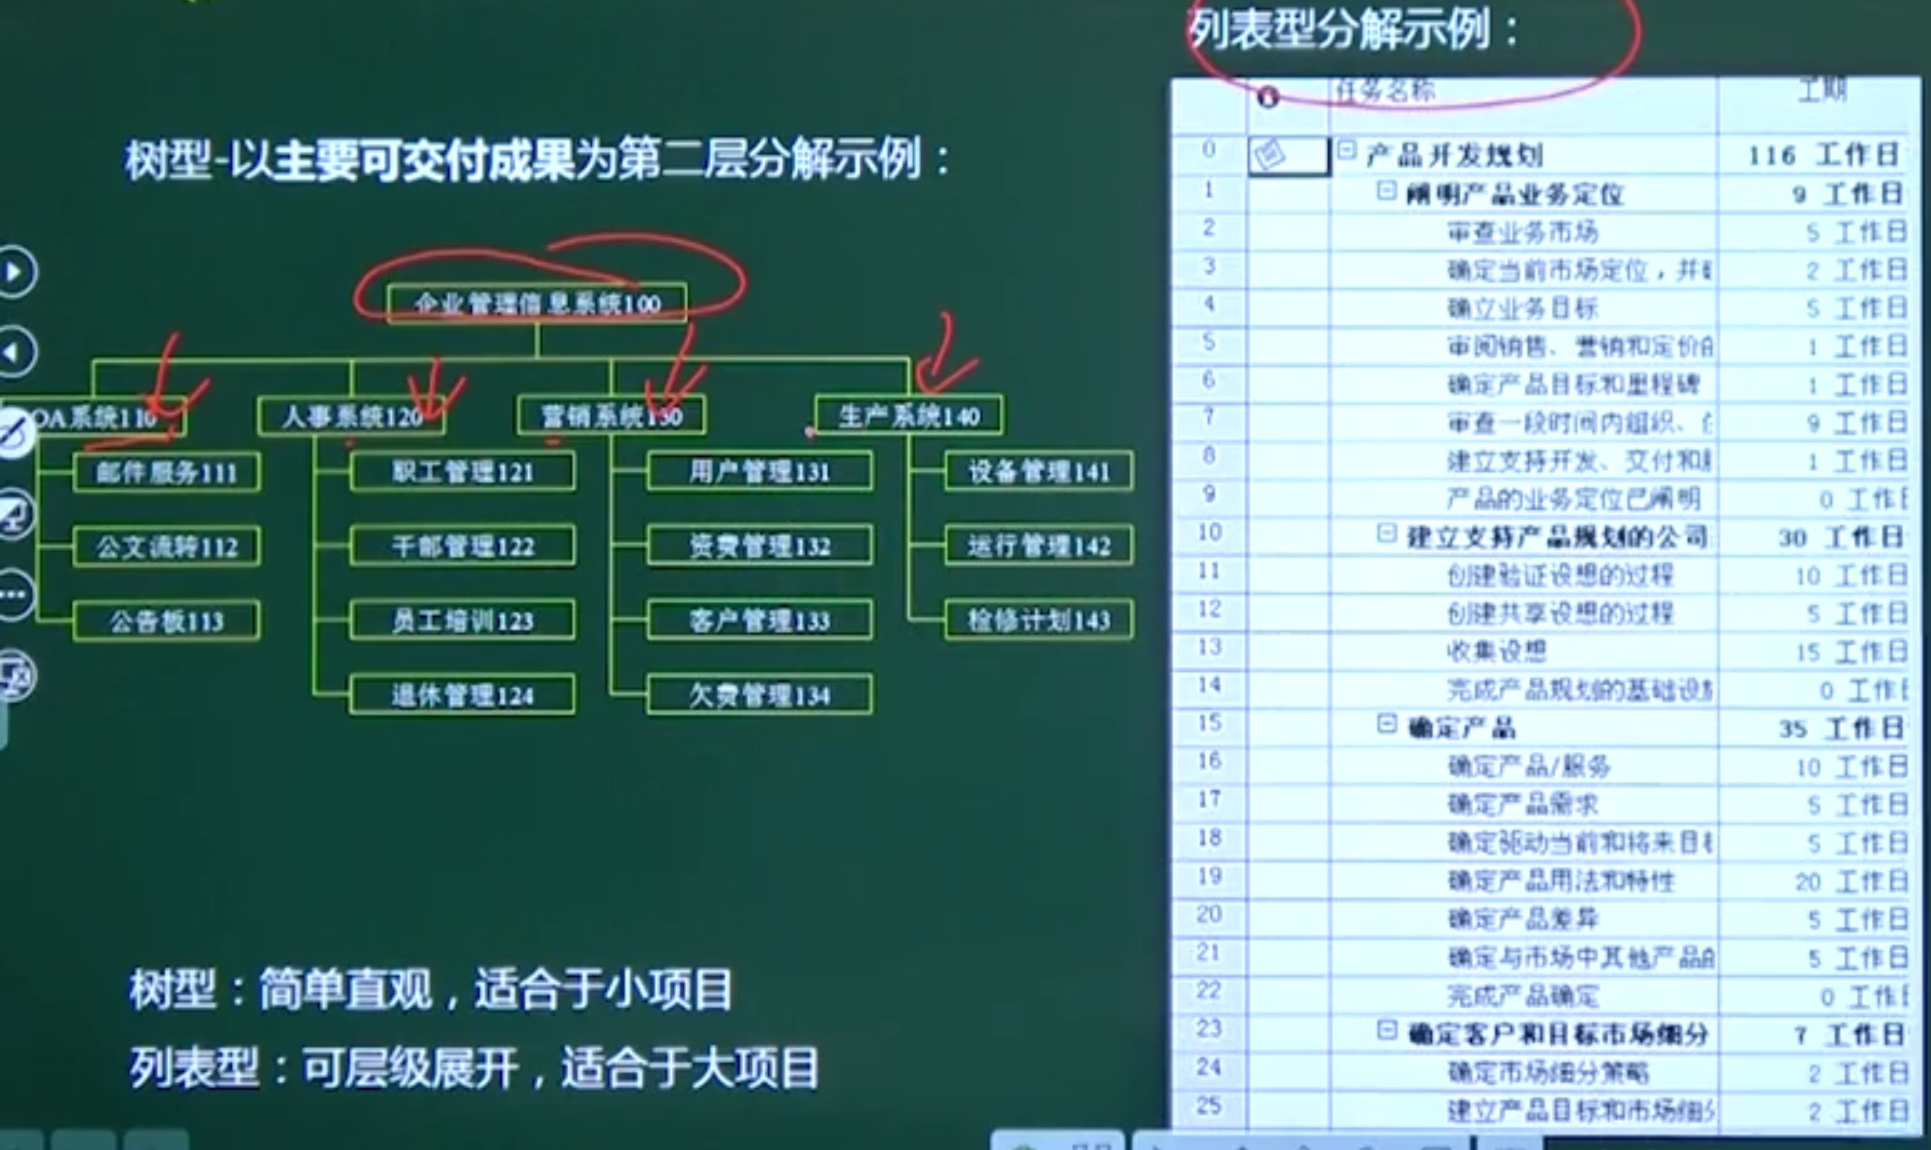 树型-以主要可交付成果为第二层分解示例：
企业管理信息系统100
OA系统110
人事系统120
营销系统130
生产系统140
邮件服务111
公文流转112
公告板113
职工管理121
干部管理122
员工培训123
退休管理124
用户管理131
资费管理132
客户管理133
欠费管理134
设备管理141
运行管理142
检修计划143
树型：简单直观，适合于小项目
列表型：可层级展开，适合于大项目
列表型分解示例：
任务名称 工期
0 产品开发规划 116 工作日
1 阐明产品业务定位 9 工作日
2 审查业务市场 5 工作日
3 确定当前市场定位，并 2 工作日
4 确立业务目标 5 工作日
5 审阅销售、营销和定价 1 工作日
6 确定产品目标和里程碑 1 工作日
7 审查一段时间内组织、 9 工作日
8 建立支持开发、交付和 1 工作日
9 产品的业务定位已阐明 0 工作
10 建立支持产品规划的公司 30 工作日
11 创建验证设想的过程 10 工作日
12 创建共享设想的过程 5 工作日
13 收集设想 15 工作日
14 完成产品规划的基础设 0 工作
15 确定产品 35 工作日
16 确定产品/服务 10 工作日
17 确定产品需求 5 工作日
18 确定驱动当前和将来目 5 工作日
19 确定产品用法和特性 20 工作日
20 确定产品差异 5 工作日
21 确定与市场中其他产品 5 工作日
22 完成产品确定 0 工作
23 确定客户和目标市场细分 7 工作日
24 确定市场细分策略 2 工作日
25 建立产品目标和市场细 2 工作日